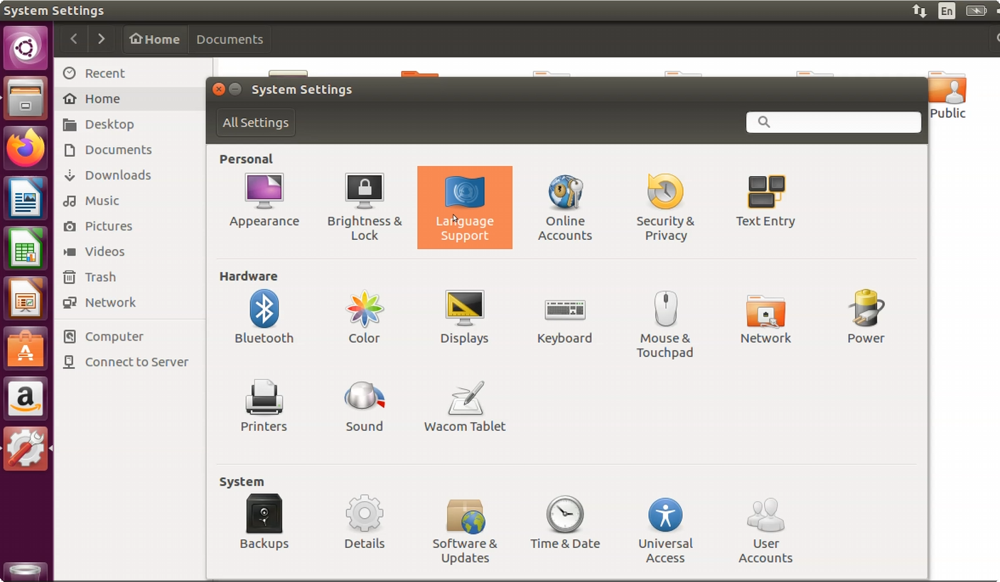 System Settings
En
Home
Documents
Recent
Home
Desktop
Documents
Downloads
Music
Pictures
Videos
Trash
Network
Computer
Connect to Server
Public
System Settings
All Settings
Personal
Appearance
Brightness &
Lock
Language
Support
Online
Accounts
Security &
Privacy
Text Entry
Hardware
Bluetooth
Color
Displays
Keyboard
Mouse &
Touchpad
Network
Power
Printers
Sound
Wacom Tablet
System
Backups
Details
Software &
Updates
Time & Date
Universal
Access
User
Accounts